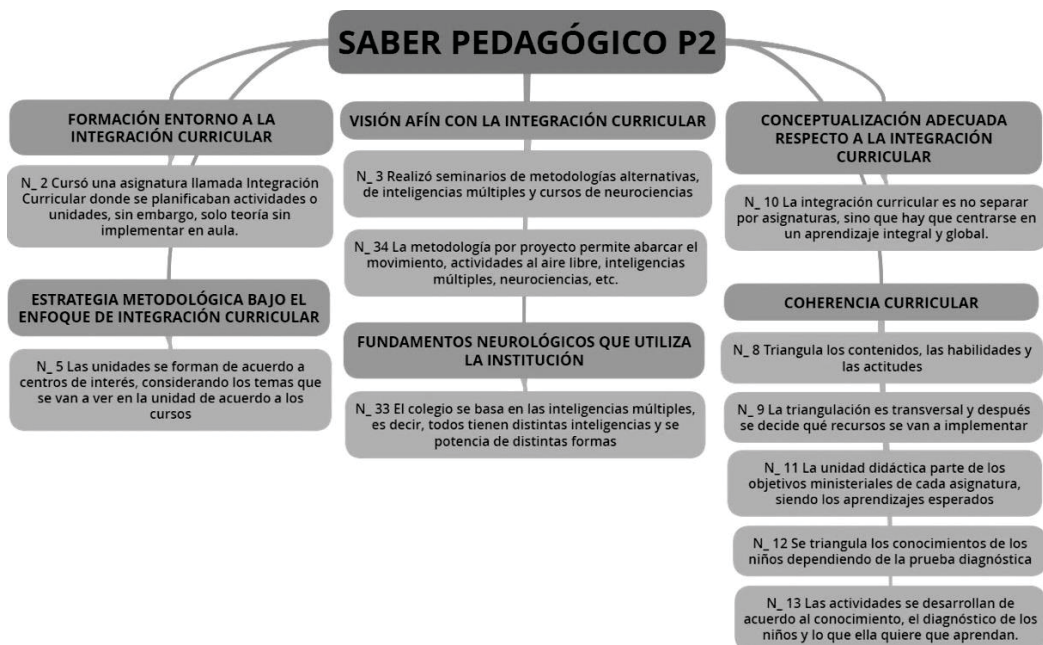 SABER PEDAGÓGICO P2
FORMACIÓN ENTORNO A LA
INTEGRACIÓN CURRICULAR
N_ 2 Cursó una asignatura llamada Integración
Curricular donde se planificaban actividades o
unidades, sin embargo, solo teoría sin
implementar en aula.
ESTRATEGIA METODOLÓGICA BAJO EL
ENFOQUE DE INTEGRACIÓN CURRICULAR
N_ 5 Las unidades se forman de acuerdo a
centros de interés, considerando los temas que
se van a ver en la unidad de acuerdo a los
cursos
VISIÓN AFÍN CON LA INTEGRACIÓN CURRICULAR
N_ 3 Realizó seminarios de metodologías alternativas,
de inteligencias múltiples y cursos de neurociencias
N_ 34 La metodología por proyecto permite abarcar el
movimiento, actividades al aire libre, inteligencias
múltiples, neurociencias, etc.
FUNDAMENTOS NEUROLÓGICOS QUE UTILIZA
LA INSTITUCIÓN
N_ 33 El colegio se basa en las inteligencias múltiples,
es decir, todos tienen distintas inteligencias y se
potencia de distintas formas
CONCEPTUALIZACIÓN ADECUADA
RESPECTO A LA INTEGRACIÓN
CURRICULAR
N_ 10 La integración curricular es no separar
por asignaturas, sino que hay que centrarse en
un aprendizaje integral y global.
COHERENCIA CURRICULAR
N_ 8 Triangula los contenidos, las habilidades y
las actitudes
N_ 9 La triangulación es transversal y después
se decide qué recursos se van a implementar
N_ 11 La unidad didáctica parte de los
objetivos ministeriales de cada asignatura,
siendo los aprendizajes esperados
N_ 12 Se triangula los conocimientos de los
niños dependiendo de la prueba diagnóstica
N_ 13 Las actividades se desarrollan de
acuerdo al conocimiento, el diagnóstico de los
niños y lo que ella quiere que aprendan.